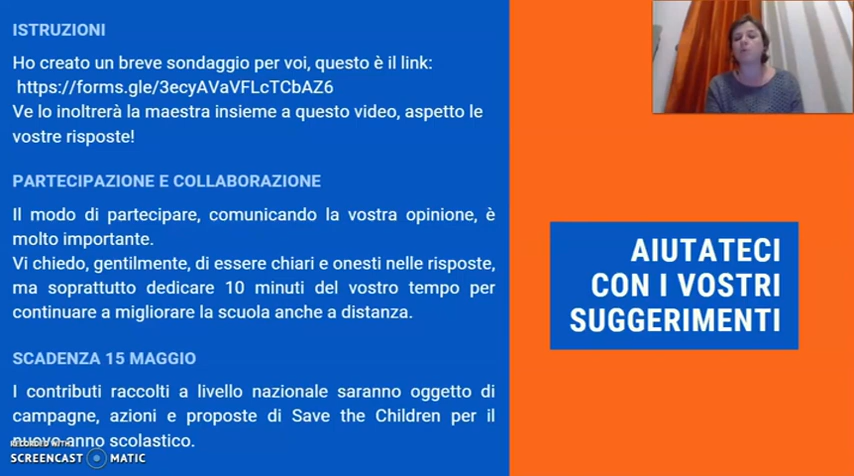 ISTRUZIONI
Ho creato un breve sondaggio per voi, questo è il link:
https://forms.gle/3ecyAVaVFLcTCbAZ6
Ve lo inoltrerà la maestra insieme a questo video, aspetto le
vostre risposte!
PARTECIPAZIONE E COLLABORAZIONE
Il modo di partecipare, comunicando la vostra opinione, è
molto importante.
Vi chiedo, gentilmente, di essere chiari e onesti nelle risposte,
ma soprattutto dedicare 10 minuti del vostro tempo per
continuare a migliorare la scuola anche a distanza.
SCADENZA 15 MAGGIO
I contributi raccolti a livello nazionale saranno oggetto di
campagne, azioni e proposte di Save the Children per il
nuovo anno scolastico.
RECORDED WITH
SCREENCAST MATIC
AIUTATECI
CON I VOSTRI
SUGGERIMENTI